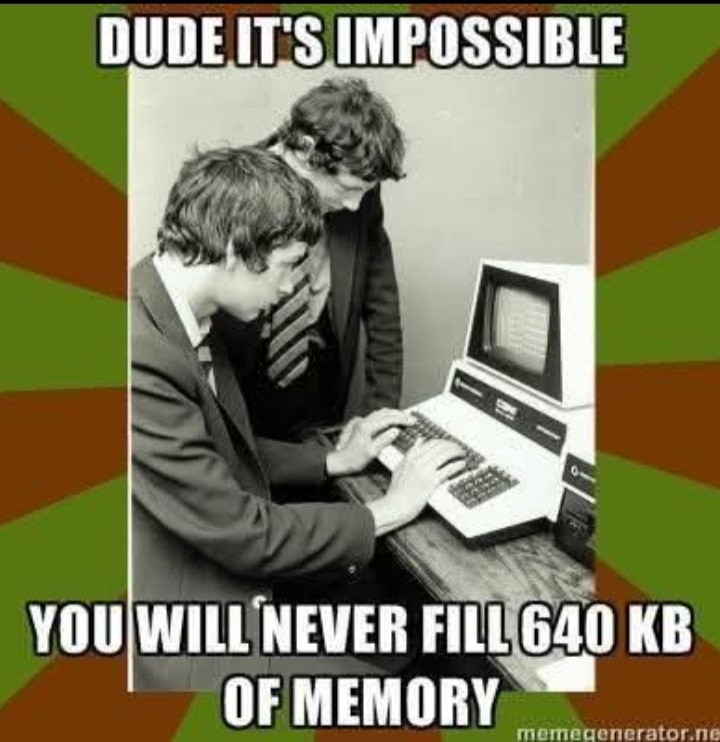 DUDE IT'S IMPOSSIBLE
YOU WILL NEVER FILL 640 KB
OF MEMORY
memegenerator.ne